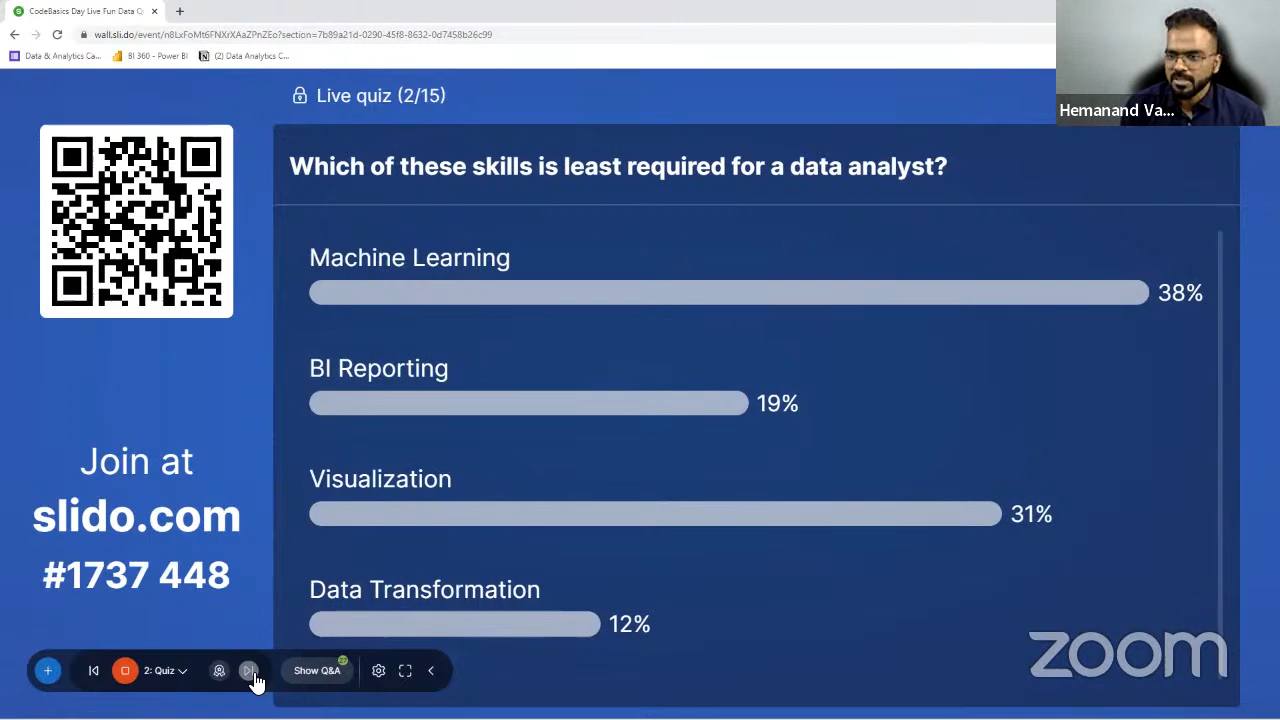 CodeBasics Day Live Fun Data Q
wall.sli.do/event/n8LxFoMt6FNXrXAaZPnZEo?section=7b89a21d-0290-45f8-8632-0d7458b26c99
Data & Analytics Ca...
BI 360 - Power BI
(2) Data Analytics C...
Hemanand Va...
Live quiz (2/15)
Which of these skills is least required for a data analyst?
Machine Learning
38%
BI Reporting
19%
Visualization
31%
Data Transformation
12%
Join at
slido.com
#1737 448
2: Quiz
Show Q&A
27
zoom